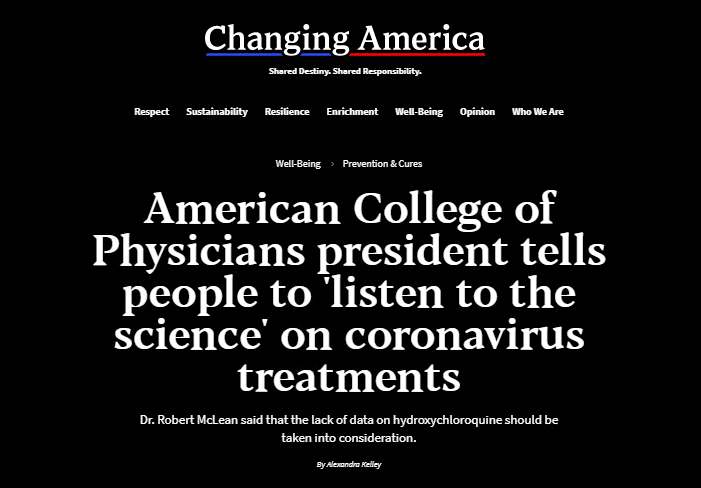 Changing America
Shared Destiny. Shared Responsibility.
Respect Sustainability Resilience Enrichment Well-Being Opinion Who We Are
Well-Being > Prevention & Cures
American College of
Physicians president tells
people to 'listen to the
science' on coronavirus
treatments
Dr. Robert McLean said that the lack of data on hydroxychloroquine should be
taken into consideration.
By Alexandra Kelley